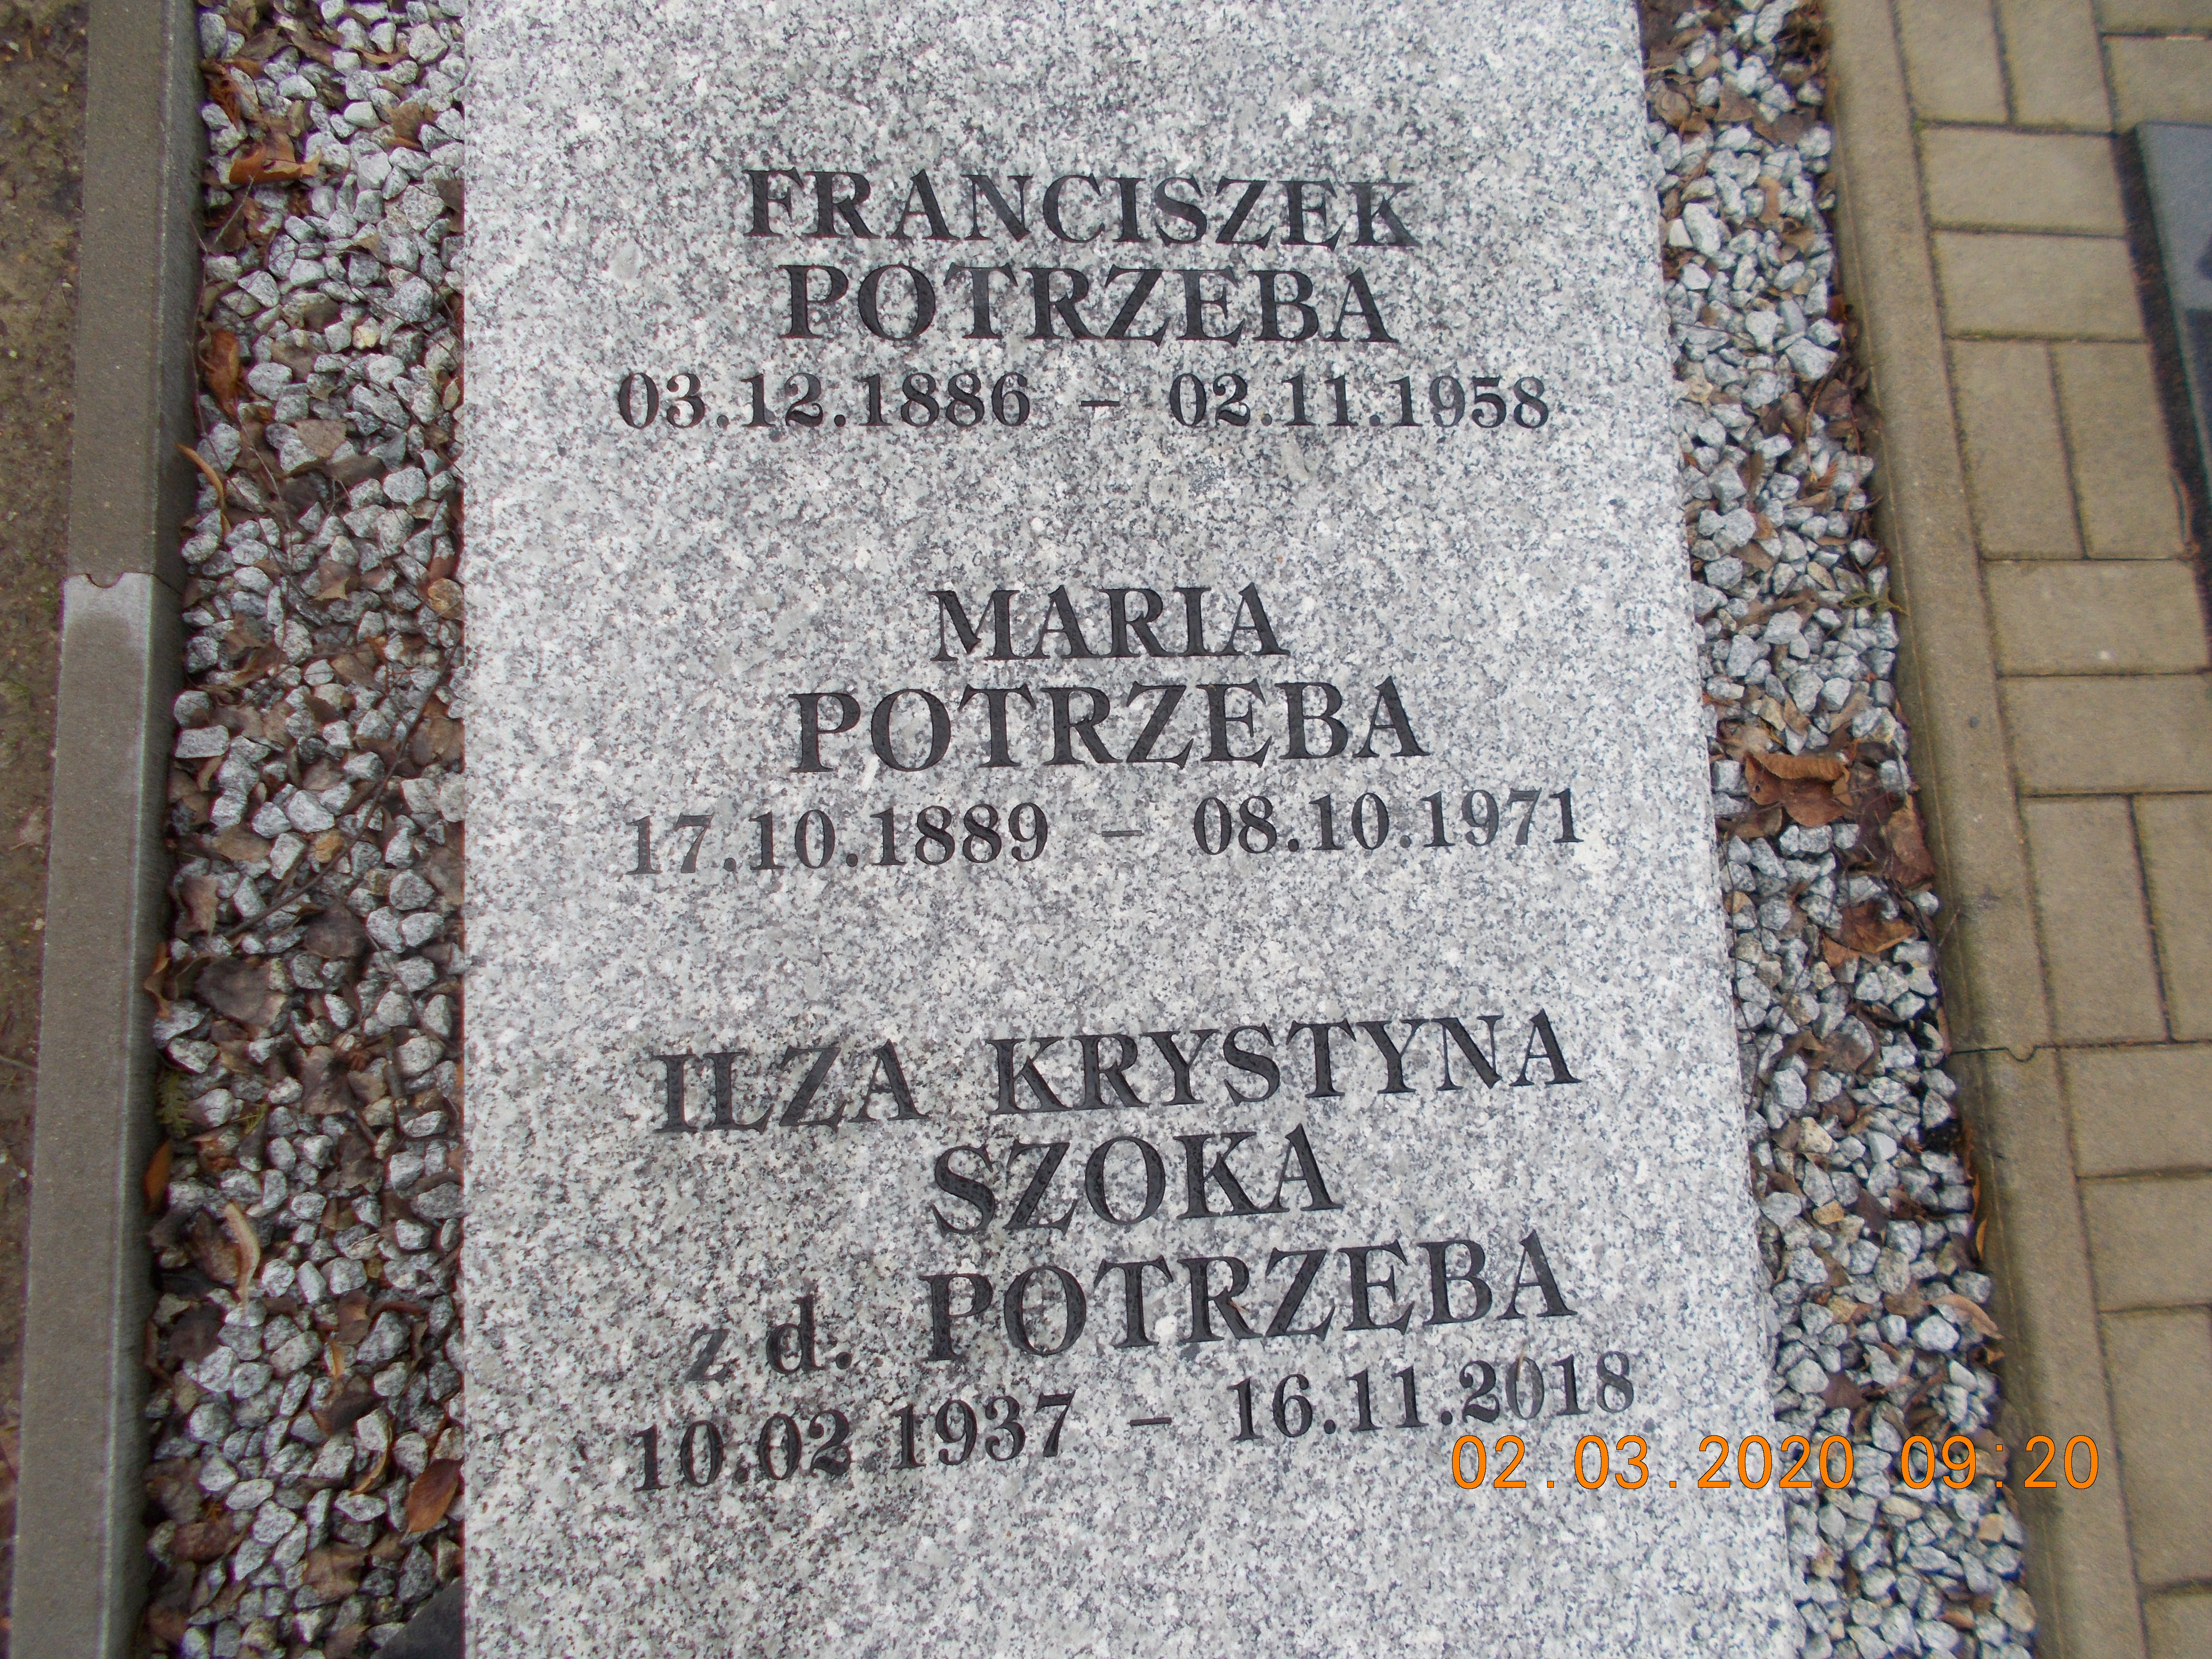 FRANCISZEK
POTRZEBA
03.12.1886 - 02.11.1958
MARIA
POTRZEBA
17.10.1889 - 08.10.1971
ILZA KRYSTYNA
SZOKA
z d. POTRZEBA
10.02.1937 - 16.11.2018
02.03.2020 09:20